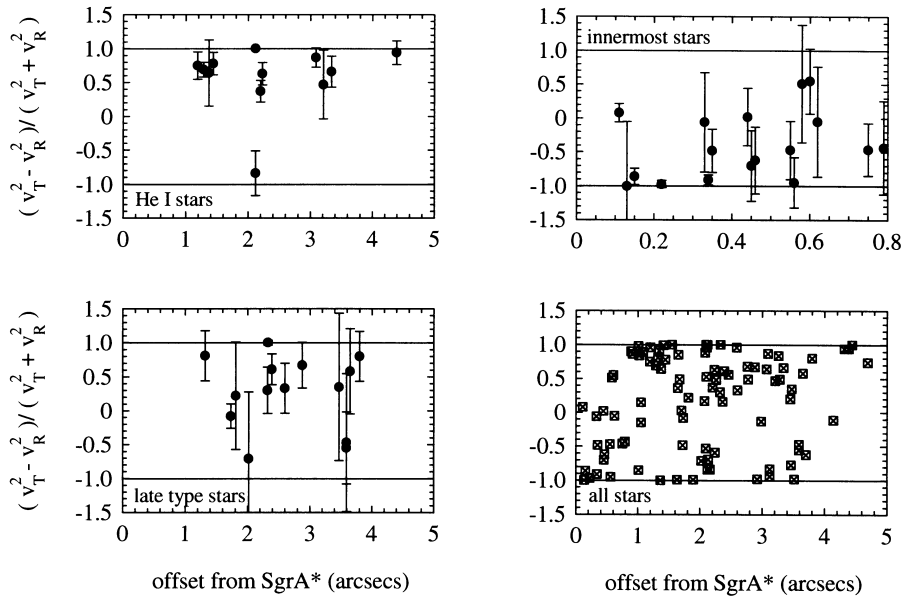 ( v_T^2 - v_R^2 ) / ( v_T^2 + v_R^2 )
1.5
1.0
0.5
0
-0.5
-1.0
-1.5
He I stars
0 1 2 3 4 5
1.5
1.0
0.5
0
-0.5
-1.0
-1.5
innermost stars
0 0.2 0.4 0.6 0.8
( v_T^2 - v_R^2 ) / ( v_T^2 + v_R^2 )
1.5
1.0
0.5
0
-0.5
-1.0
-1.5
late type stars
0 1 2 3 4 5
offset from SgrA* (arcsecs)
1.5
1.0
0.5
0
-0.5
-1.0
-1.5
all stars
0 1 2 3 4 5
offset from SgrA* (arcsecs)